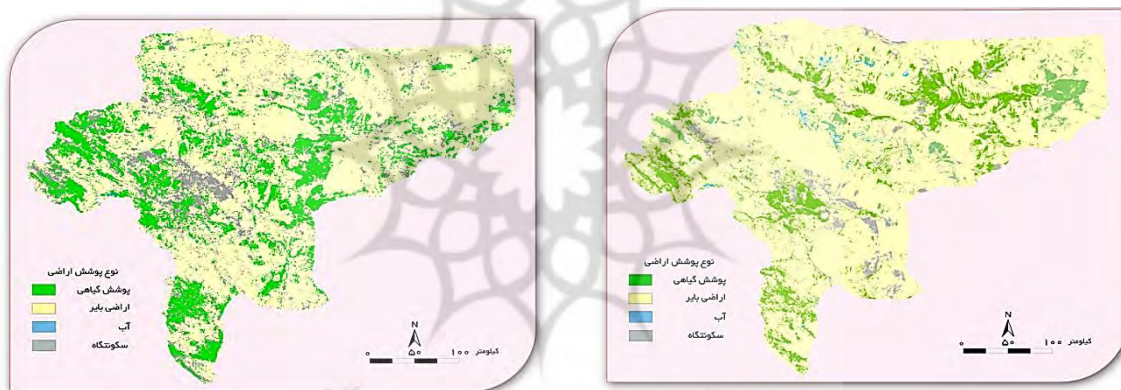 نوع پوشش اراضی
پوشش گیاهی
اراضی بایر
آب
سکونتگاه
N
۰ ۵۰ ۱۰۰ کیلومتر
نوع پوشش اراضی
پوشش گیاهی
اراضی بایر
آب
سکونتگاه
N
۰ ۵۰ ۱۰۰ کیلومتر